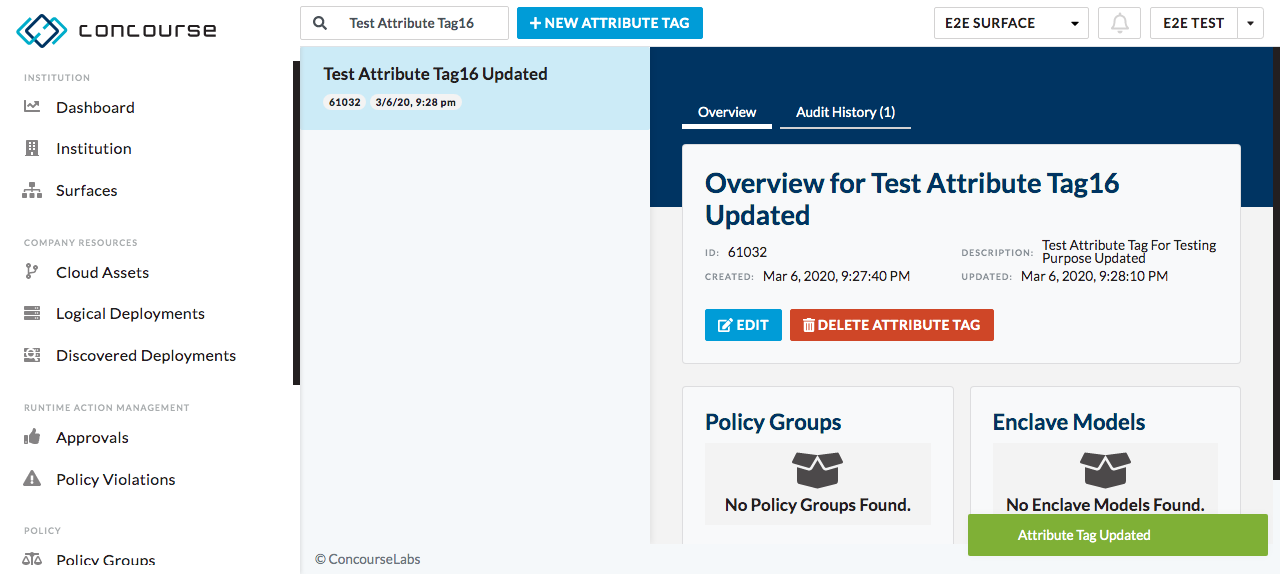 concourse
Test Attribute Tag16
NEW ATTRIBUTE TAG
E2E SURFACE
E2E TEST
INSTITUTION
Dashboard
Institution
Surfaces
COMPANY RESOURCES
Cloud Assets
Logical Deployments
Discovered Deployments
RUNTIME ACTION MANAGEMENT
Approvals
Policy Violations
POLICY
Policy Groups
Test Attribute Tag16 Updated
61032 3/6/20, 9:28 pm
Overview Audit History (1)
Overview for Test Attribute Tag16
Updated
ID: 61032
DESCRIPTION: Test Attribute Tag For Testing
Purpose Updated
CREATED: Mar 6, 2020, 9:27:40 PM
UPDATED: Mar 6, 2020, 9:28:10 PM
EDIT
DELETE ATTRIBUTE TAG
Policy Groups
No Policy Groups Found.
Enclave Models
No Enclave Models Found.
Attribute Tag Updated
© ConcourseLabs